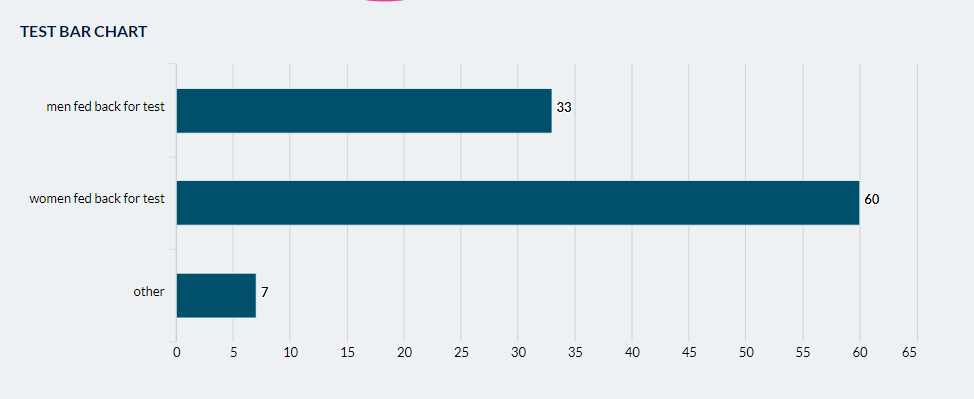 TEST BAR CHART
men fed back for test
33
women fed back for test
60
other
7
0 5 10 15 20 25 30 35 40 45 50 55 60 65